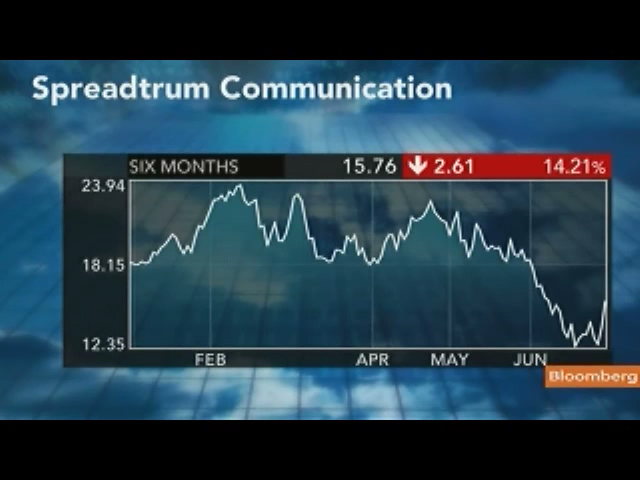 Spreadtrum Communication
SIX MONTHS 15.76 2.61 14.21%
23.94
18.15
12.35
FEB APR MAY JUN
Bloomberg